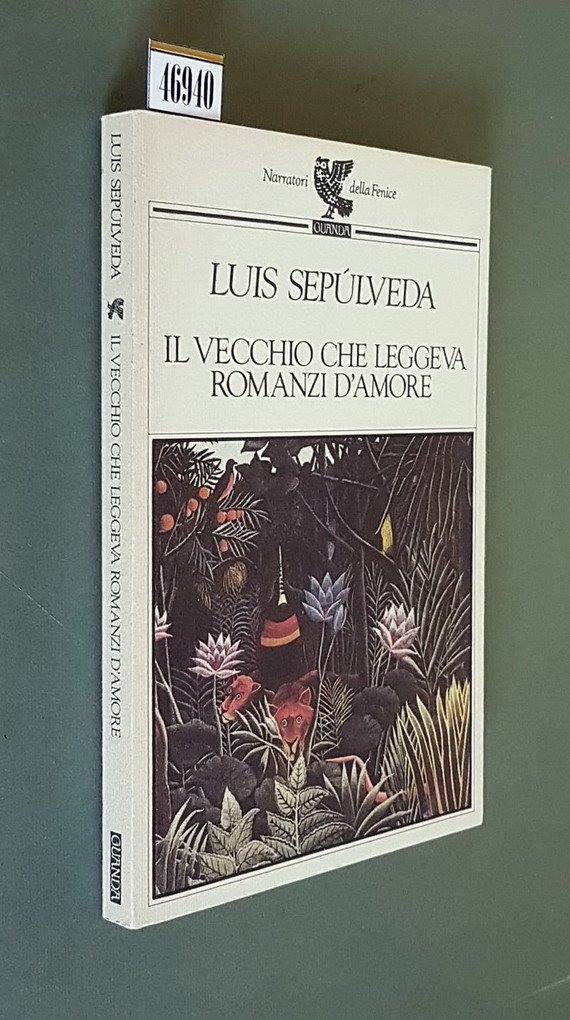 46940
Narratori della Fenice
GUANDA
LUIS SEPÚLVEDA
IL VECCHIO CHE LEGGEVA
ROMANZI D'AMORE
LUIS SEPÚLVEDA IL VECCHIO CHE LEGGEVA ROMANZI D'AMORE
GUANDA